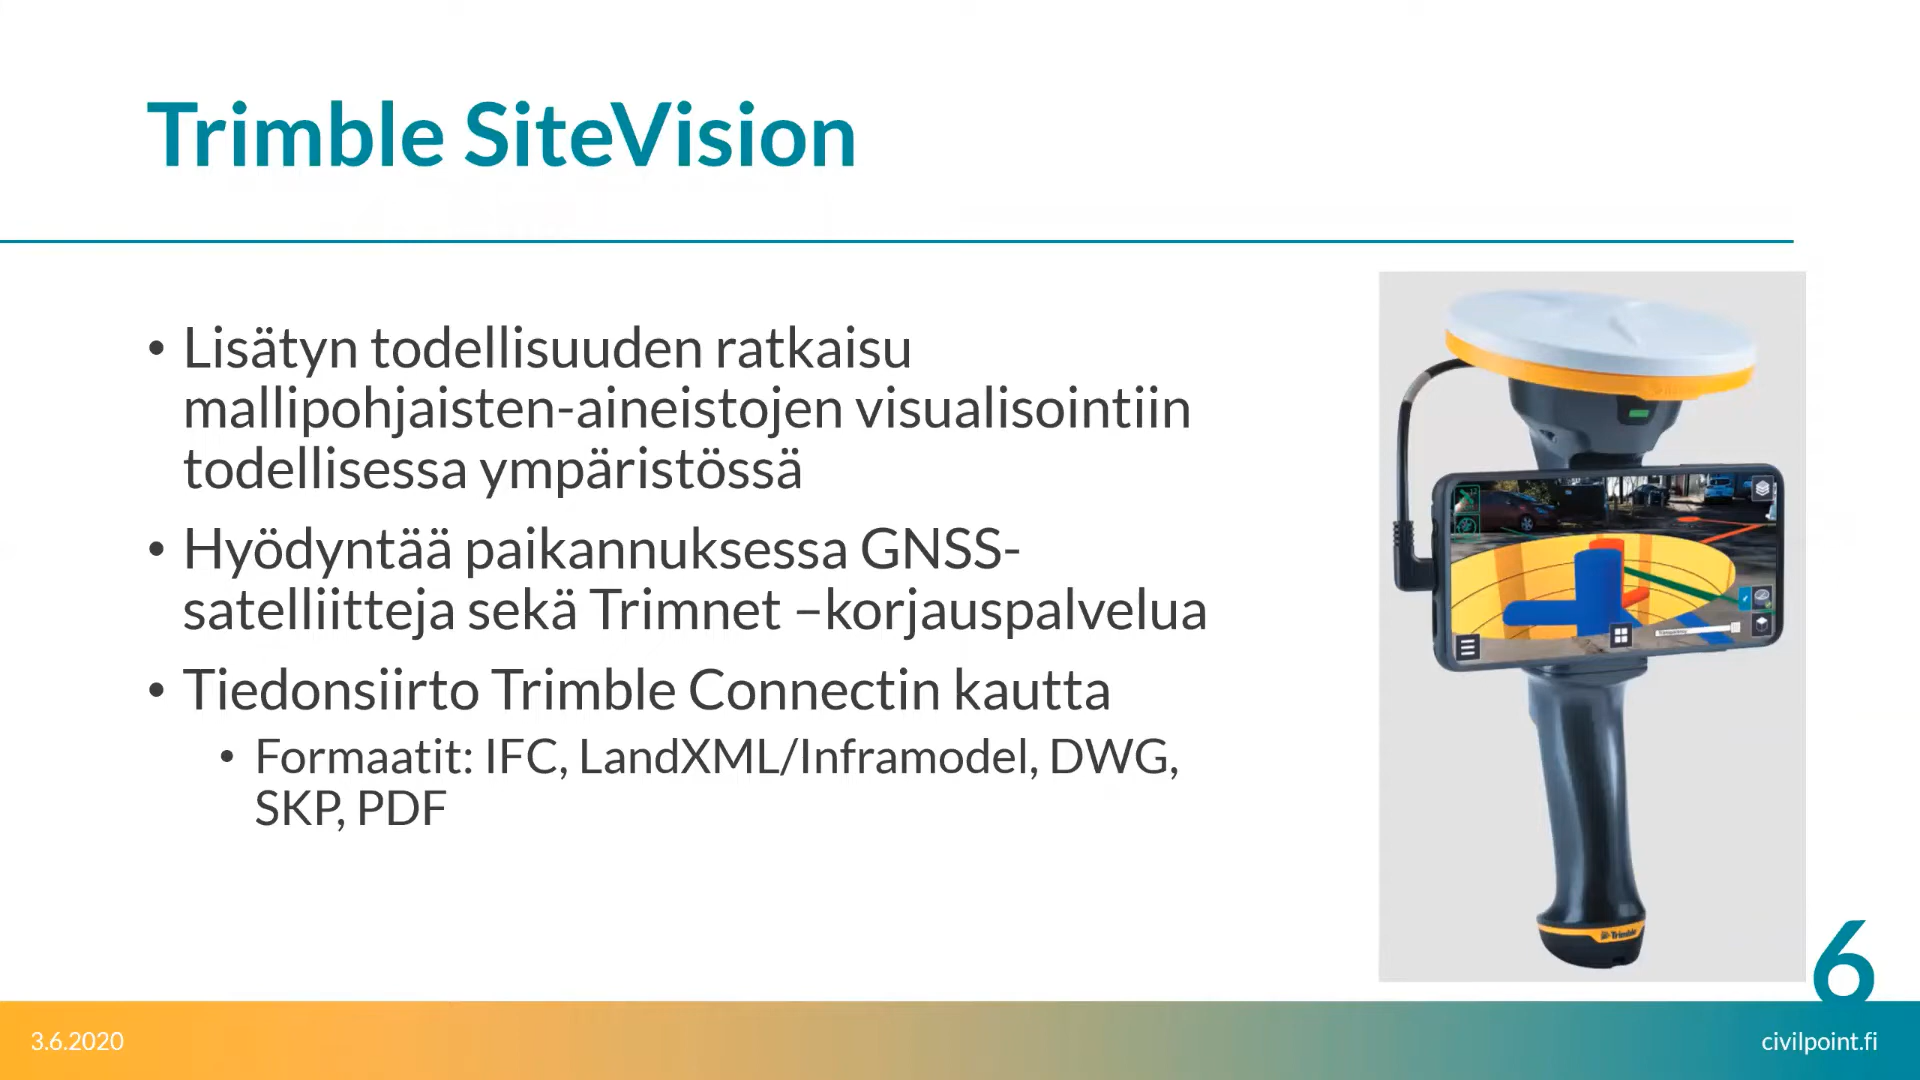 Trimble SiteVision
• Lisätyn todellisuuden ratkaisu
mallipohjaisten-aineistojen visualisointiin
todellisessa ympäristössä
• Hyödyntää paikannuksessa GNSS-
satelliitteja sekä Trimnet –korjauspalvelua
• Tiedonsiirto Trimble Connectin kautta
• Formaatit: IFC, LandXML/Inframodel, DWG,
SKP, PDF
Trimble
6
3.6.2020
civilpoint.fi